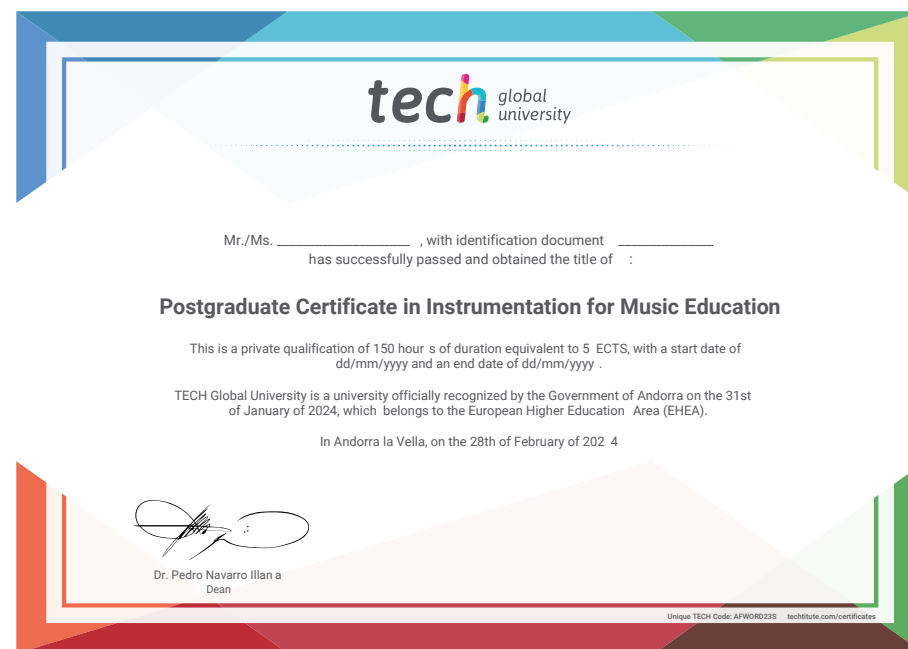 tech global university
Mr./Ms. ____________________ , with identification document ______________
has successfully passed and obtained the title of :
Postgraduate Certificate in Instrumentation for Music Education
This is a private qualification of 150 hour s of duration equivalent to 5 ECTS, with a start date of
dd/mm/yyyy and an end date of dd/mm/yyyy .
TECH Global University is a university officially recognized by the Government of Andorra on the 31st
of January of 2024, which belongs to the European Higher Education Area (EHEA).
In Andorra la Vella, on the 28th of February of 202 4
Dr. Pedro Navarro Illan a
Dean
Unique TECH Code: AFWORD23S techtitute.com/certificates